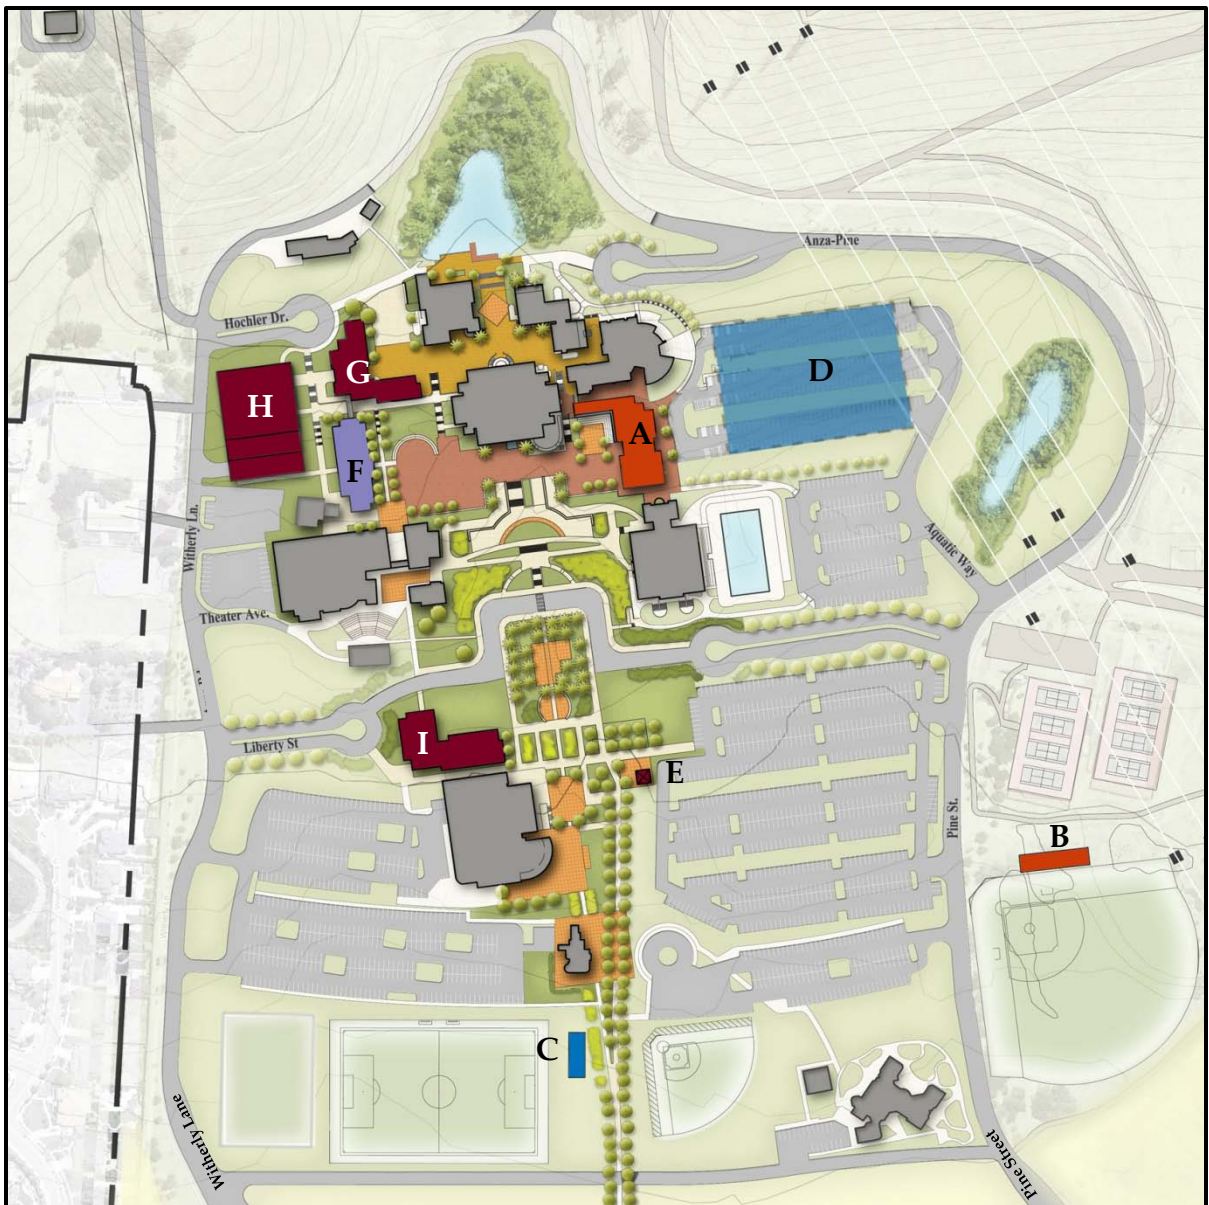 Anza-Pine
Hochler Dr.
G
D
H
A
F
Witherly Ln.
Aquatic Way
Theater Ave.
I
Liberty St
E
Pine St.
B
C
Witherly Lane
Pine Street